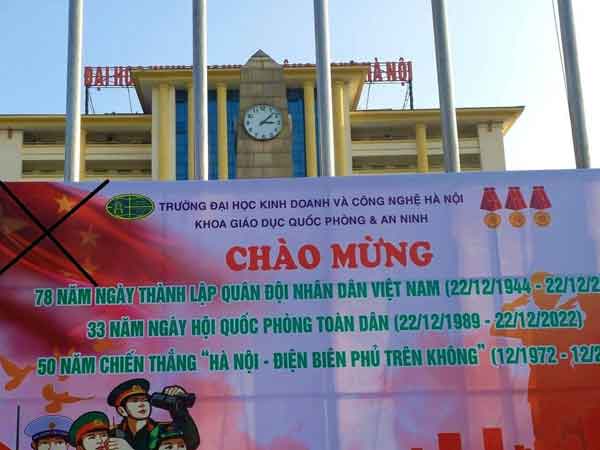 ĐẠI HỌ HÀ NỘI
TRƯỜNG ĐẠI HỌC KINH DOANH VÀ CÔNG NGHỆ HÀ NỘI
KHOA GIÁO DỤC QUỐC PHÒNG & AN NINH
CHÀO MỪNG
78 NĂM NGÀY THÀNH LẬP QUÂN ĐỘI NHÂN DÂN VIỆT NAM (22/12/1944 - 22/12/2
33 NĂM NGÀY HỘI QUỐC PHÒNG TOÀN DÂN (22/12/1989 - 22/12/2022)
50 NĂM CHIẾN THẮNG "HÀ NỘI - ĐIỆN BIÊN PHỦ TRÊN KHÔNG" (12/1972 - 12/2